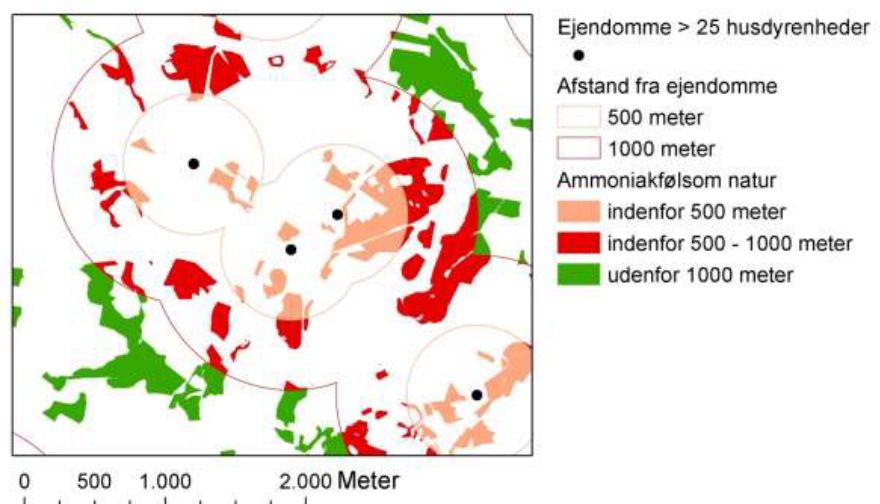 Ejendomme > 25 husdyrenheder
Afstand fra ejendomme
500 meter
1000 meter
Ammoniakfølsom natur
indenfor 500 meter
indenfor 500 - 1000 meter
udenfor 1000 meter
0 500 1.000 2.000 Meter